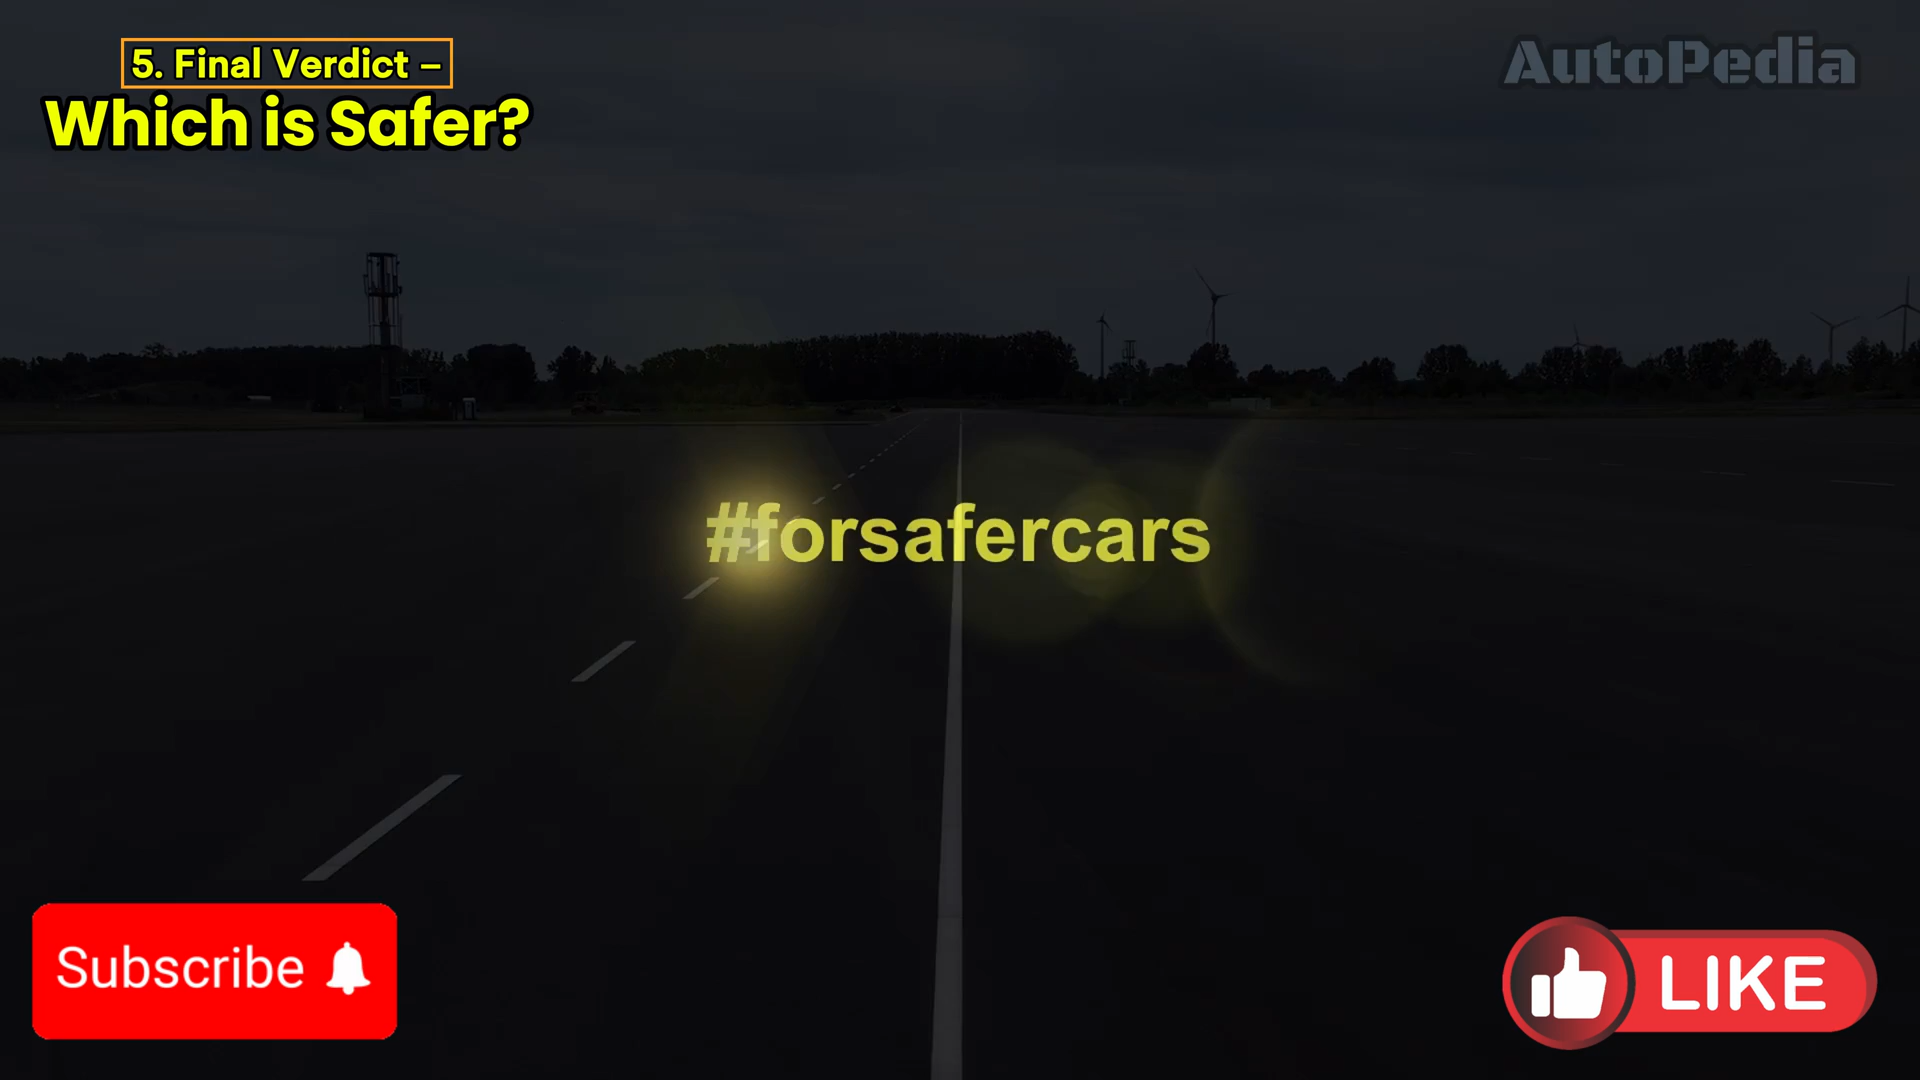 5. Final Verdict –
Which is Safer?
AutoPedia
#forsafercars
Subscribe
LIKE